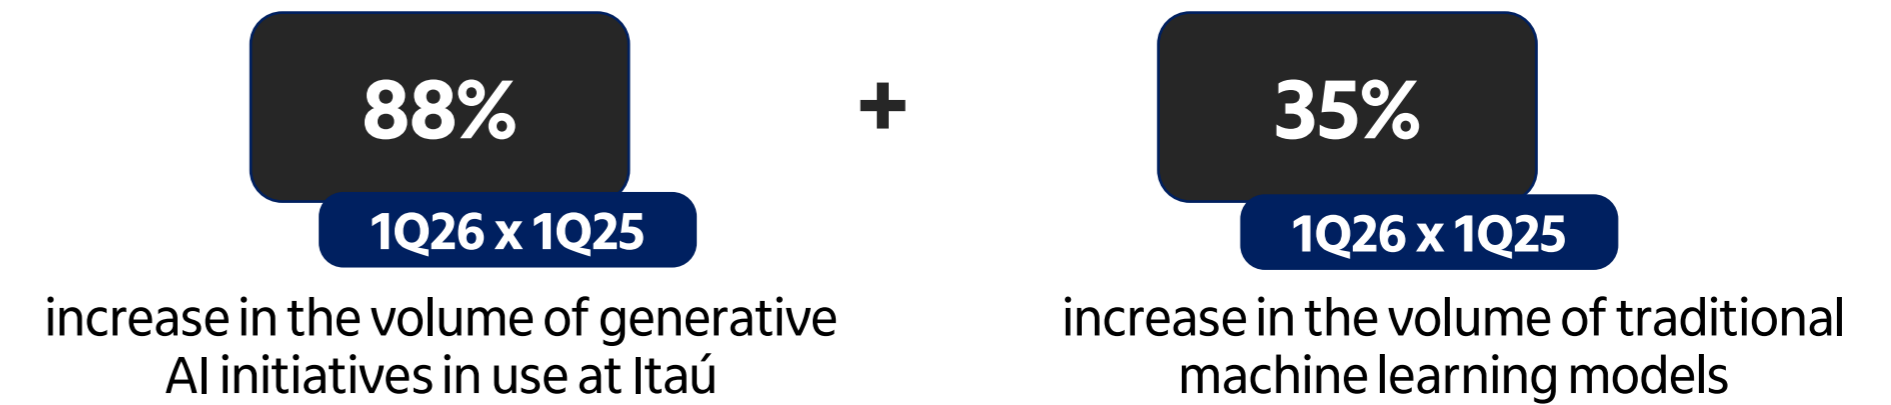 88%
1Q26 x 1Q25
increase in the volume of generative
AI initiatives in use at Itaú
+
35%
1Q26 x 1Q25
increase in the volume of traditional
machine learning models